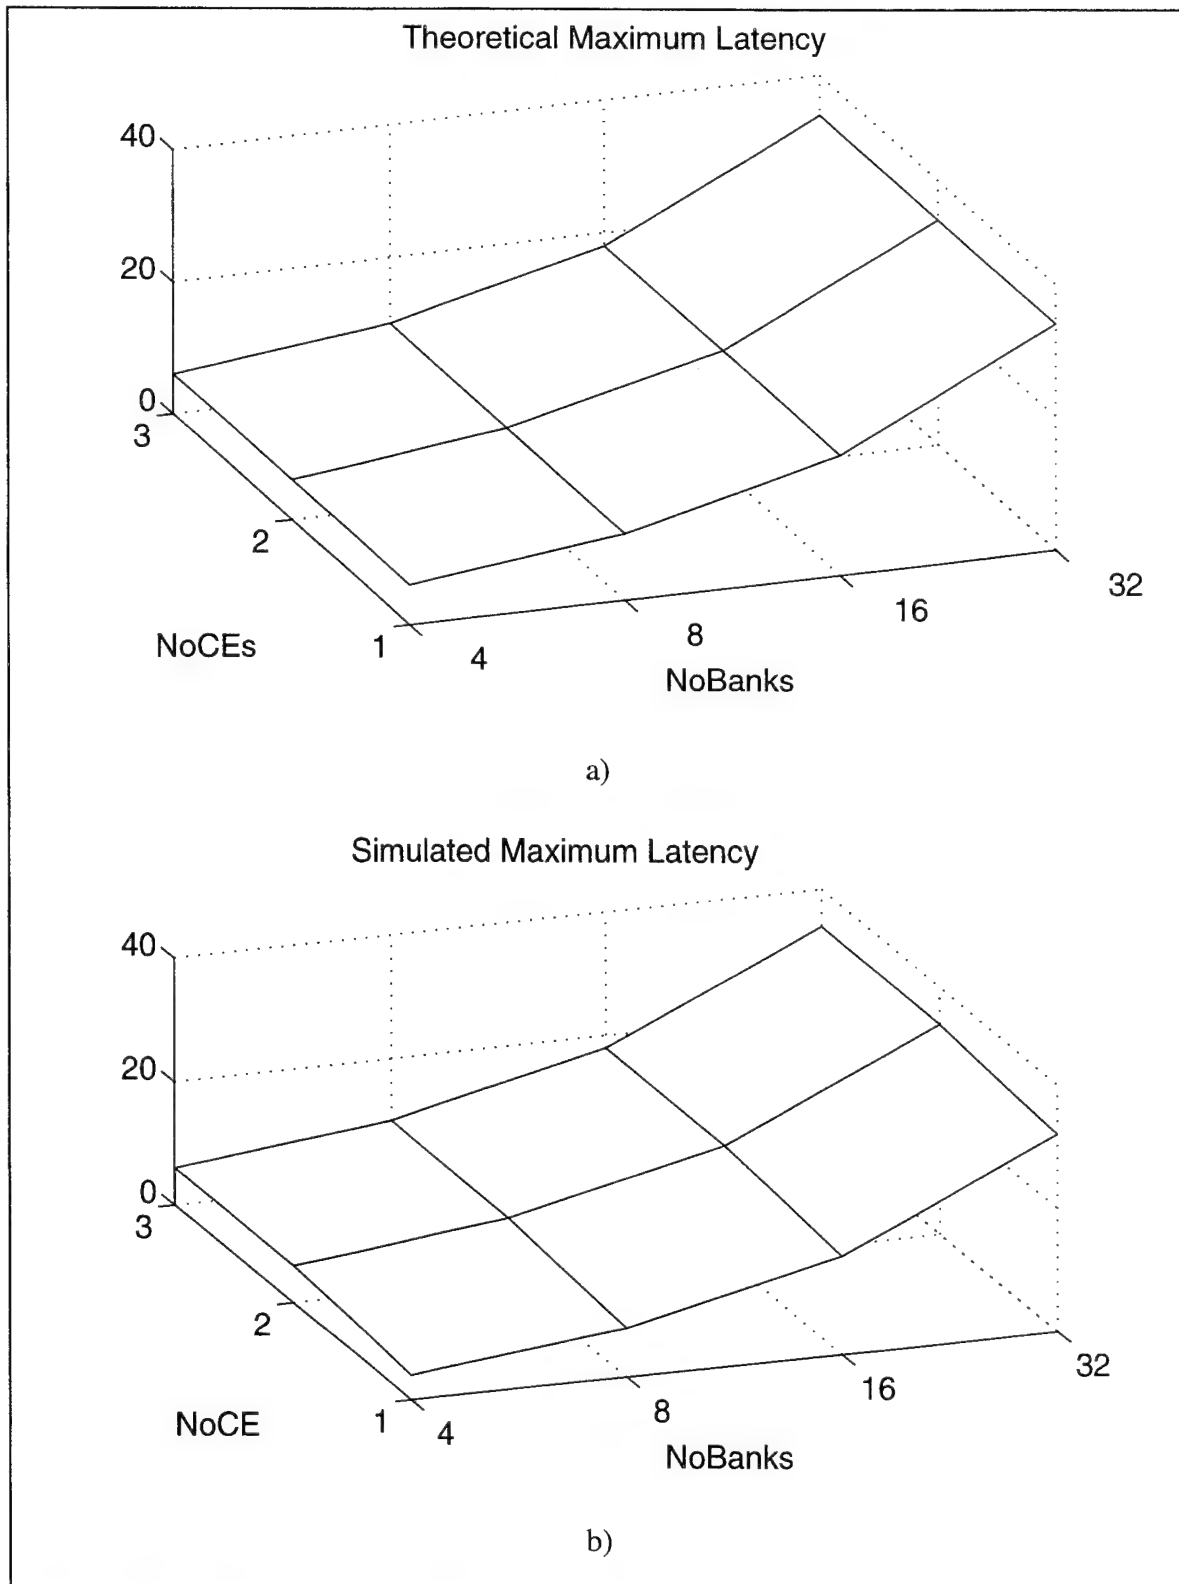 Theoretical Maximum Latency
40
20
0
3
2
1
NoCEs
4
8
16
32
NoBanks
a)
Simulated Maximum Latency
40
20
0
3
2
1
NoCE
4
8
16
32
NoBanks
b)